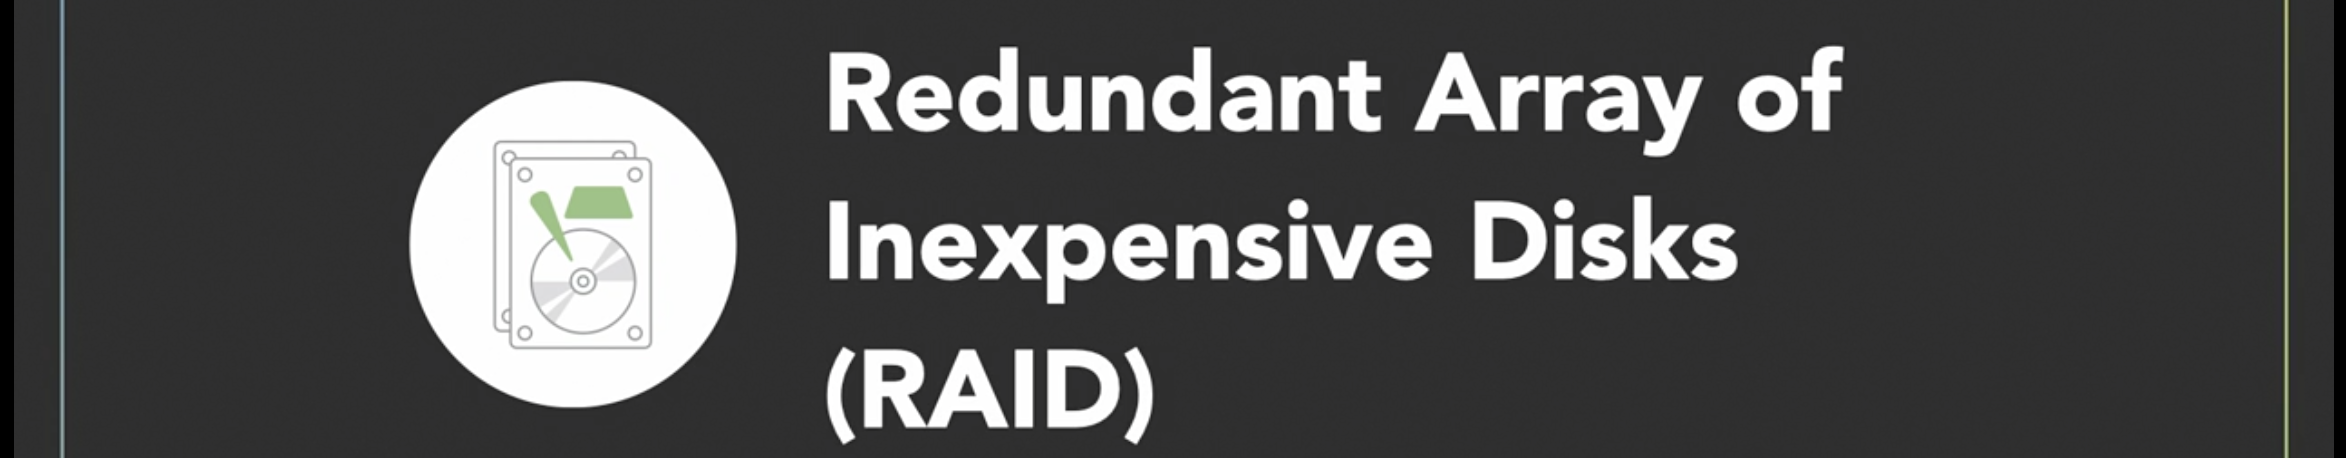 Redundant Array of
Inexpensive Disks
(RAID)